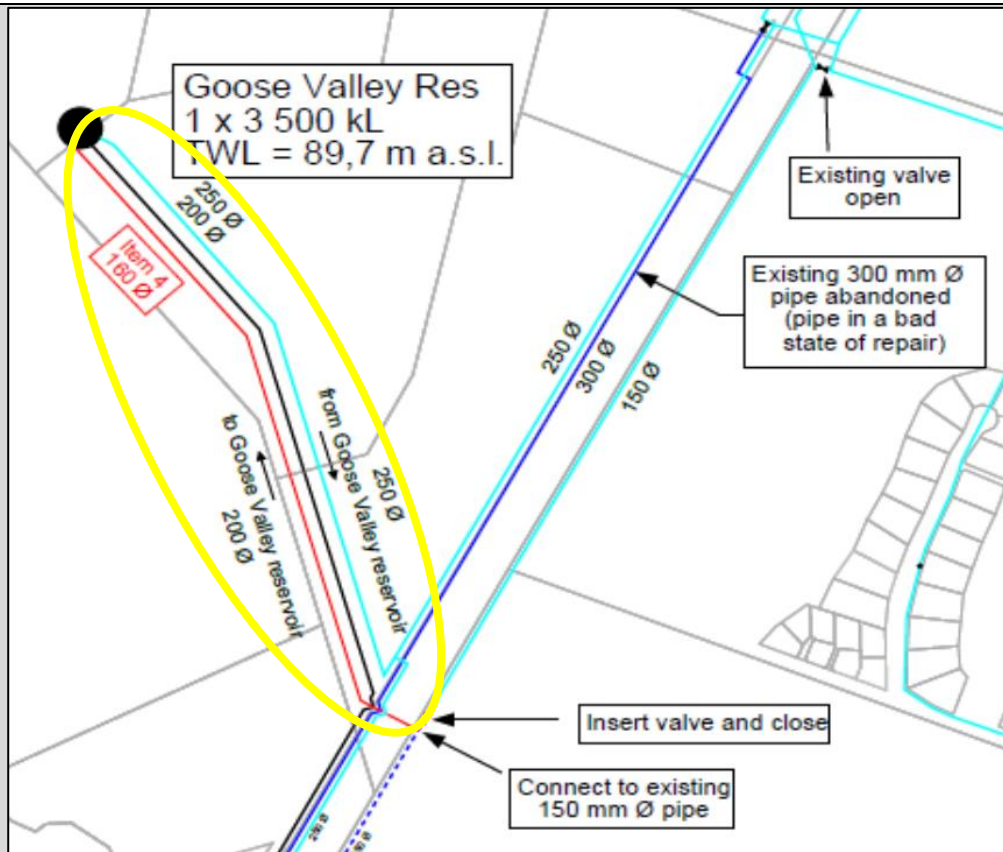 Goose Valley Res
1 x 3 500 kL
TWL = 89,7 m a.s.l.
250 Ø
200 Ø
Item 4
160 Ø
Existing valve
open
Existing 300 mm Ø
pipe abandoned
(pipe in a bad
state of repair)
250 Ø
300 Ø
150 Ø
from Goose Valley reservoir
250 Ø
to Goose Valley reservoir
200 Ø
Insert valve and close
Connect to existing
150 mm Ø pipe
250 Ø